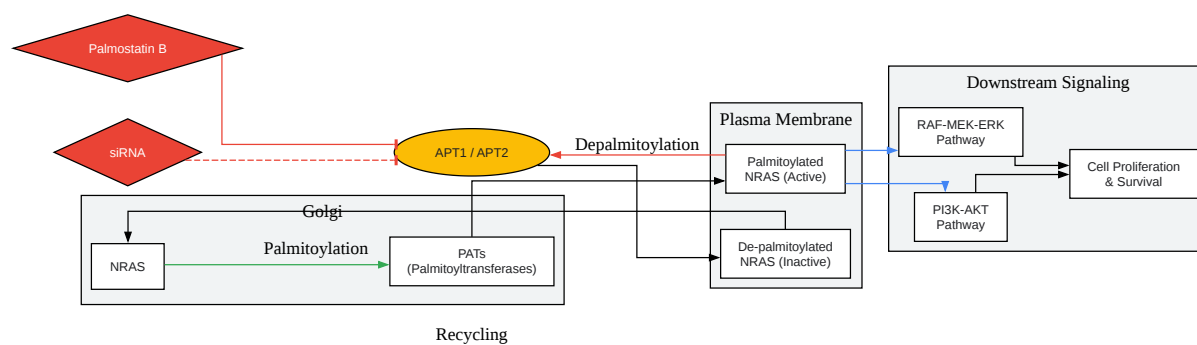 Palmostatin B
siRNA
APT1 / APT2
Depalmitoylation
Golgi
NRAS
Palmitoylation
PATs
(Palmitoyltransferases)
Recycling
Plasma Membrane
Palmitoylated
NRAS (Active)
De-palmitoylated
NRAS (Inactive)
Downstream Signaling
RAF-MEK-ERK
Pathway
PI3K-AKT
Pathway
Cell Proliferation
& Survival